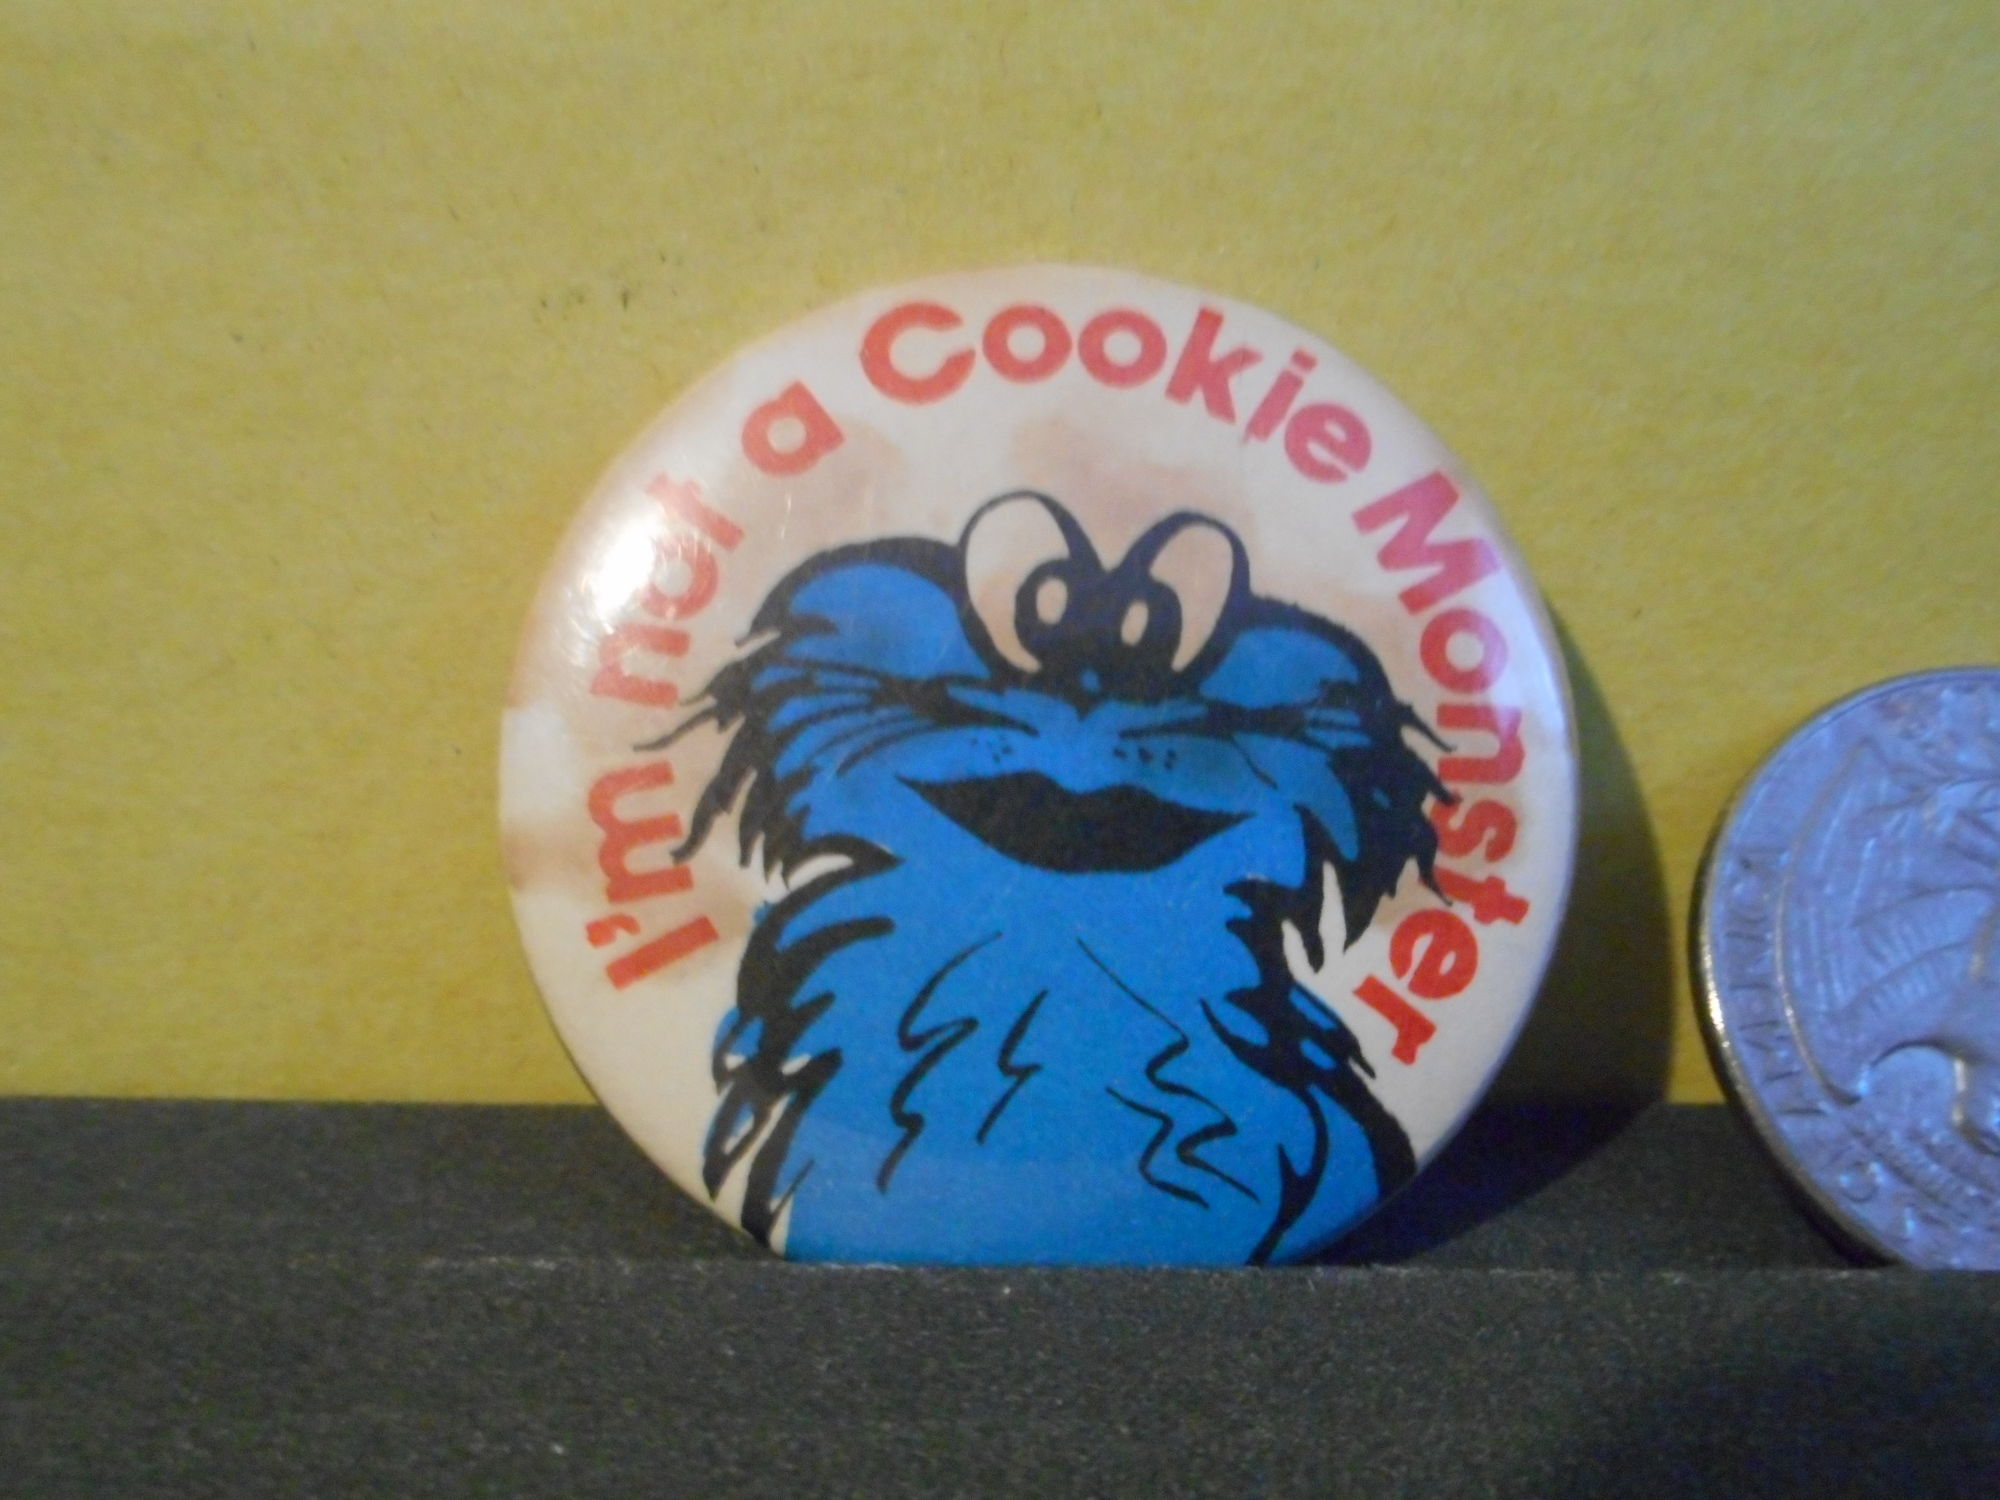 I'm not a Cookie Monster